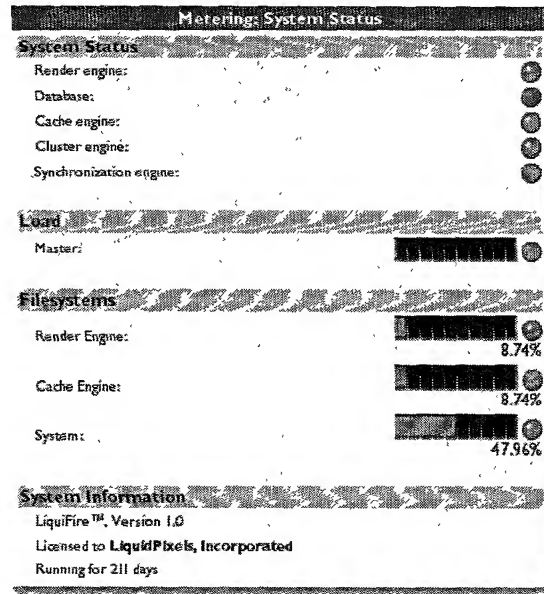 Metering: System Status
System Status
Render engine:
Database:
Cache engine:
Cluster engine:
Synchronization engine:
Load
Master:
Filesystems
Render Engine:
8.74%
Cache Engine:
8.74%
System:
47.96%
System Information
LiquiFire™, Version 1.0
Licensed to LiquidPixels, Incorporated
Running for 211 days